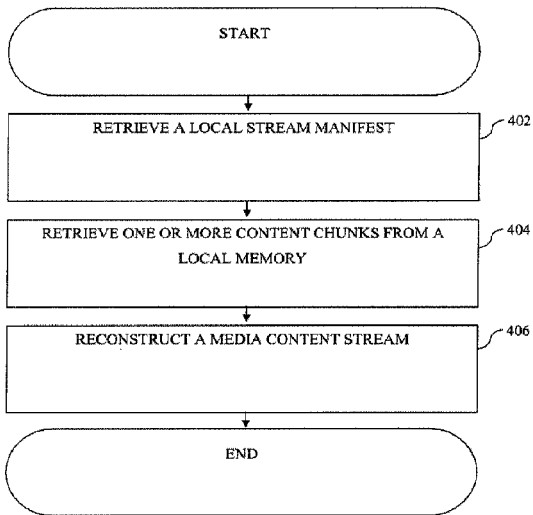 START
RETRIEVE A LOCAL STREAM MANIFEST
402
RETRIEVE ONE OR MORE CONTENT CHUNKS FROM A
LOCAL MEMORY
404
RECONSTRUCT A MEDIA CONTENT STREAM
406
END